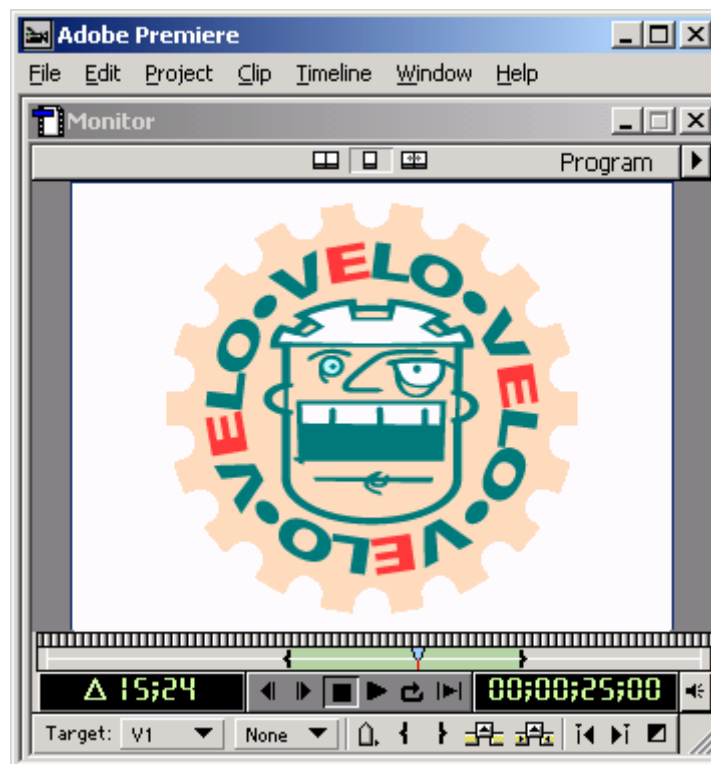 Adobe Premiere
File Edit Project Clip Timeline Window Help
Monitor
Program
VELO•VELO•VELO•VELO•
Δ 15;24
00;00;25;00
Target: V1 None